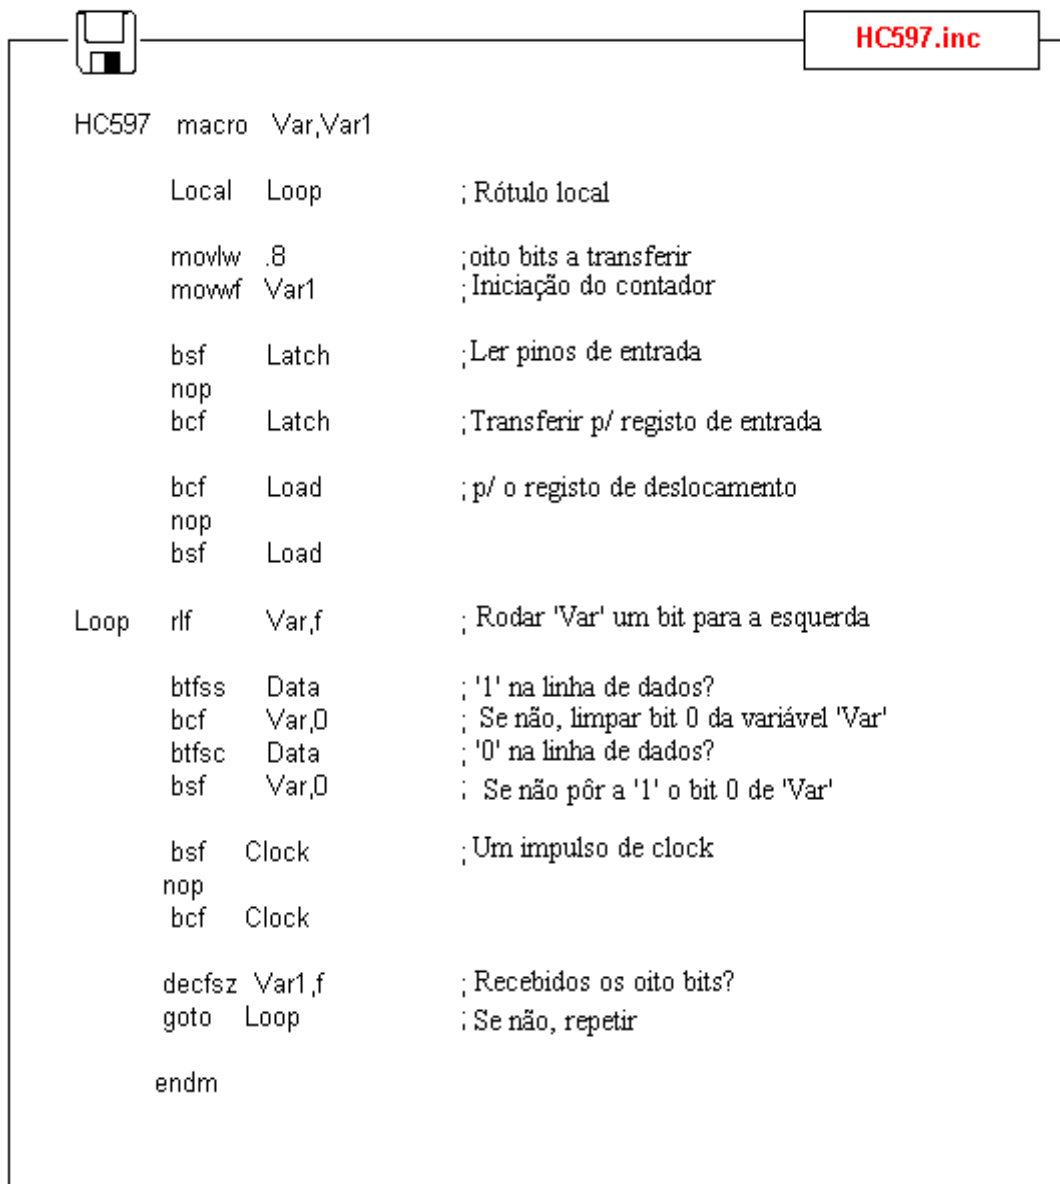 HC597.inc
HC597 macro Var,Var1
Local Loop ; Rótulo local
movlw .8 ;oito bits a transferir
movwf Var1 ; Iniciação do contador
bsf Latch ;Ler pinos de entrada
nop
bcf Latch ;Transferir p/ registo de entrada
bcf Load ; p/ o registo de deslocamento
nop
bsf Load
Loop rlf Var,f ; Rodar 'Var' um bit para a esquerda
btfss Data ; '1' na linha de dados?
bcf Var,0 ; Se não, limpar bit 0 da variável 'Var'
btfsc Data ; '0' na linha de dados?
bsf Var,0 ; Se não pôr a '1' o bit 0 de 'Var'
bsf Clock ; Um impulso de clock
nop
bcf Clock
decfsz Var1,f ; Recebidos os oito bits?
goto Loop ; Se não, repetir
endm